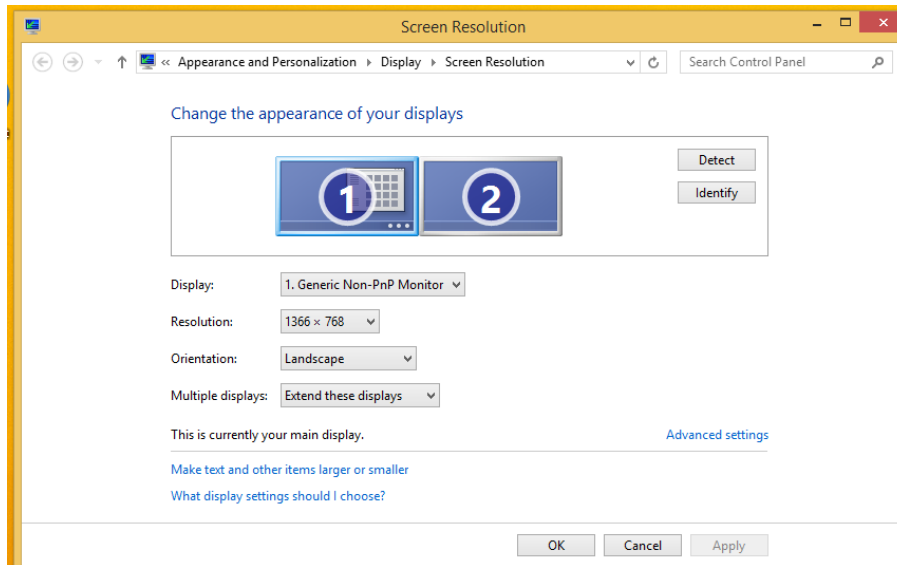 Screen Resolution
« Appearance and Personalization Display Screen Resolution Search Control Panel
Change the appearance of your displays
1 2
Detect
Identify
Display: 1. Generic Non-PnP Monitor
Resolution: 1366 × 768
Orientation: Landscape
Multiple displays: Extend these displays
This is currently your main display. Advanced settings
Make text and other items larger or smaller
What display settings should I choose?
OK Cancel Apply